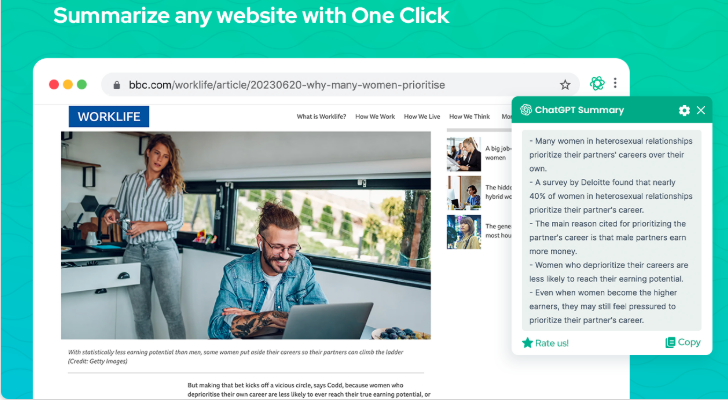 Summarize any website with One Click
bbc.com/worklife/article/20230620-why-many-women-prioritise
WORKLIFE
What is Worklife? How We Work How We Live How We Think
A big job-
women
The hidd
hybrid wo
The gene
most hou
With statistically less earning potential than men, some women put aside their careers so their partners can climb the ladder
(Credit: Getty Images)
But making that bet kicks off a vicious circle, says Codd, because women who
deprioritise their own career are less likely to ever reach their true earning potential, or
ChatGPT Summary
- Many women in heterosexual relationships
prioritize their partners' careers over their
own.
- A survey by Deloitte found that nearly
40% of women in heterosexual relationships
prioritize their partner's career.
- The main reason cited for prioritizing the
partner's career is that male partners earn
more money.
- Women who deprioritize their careers are
less likely to reach their earning potential.
- Even when women become the higher
earners, they may still feel pressured to
prioritize their partner's career.
Rate us!
Copy